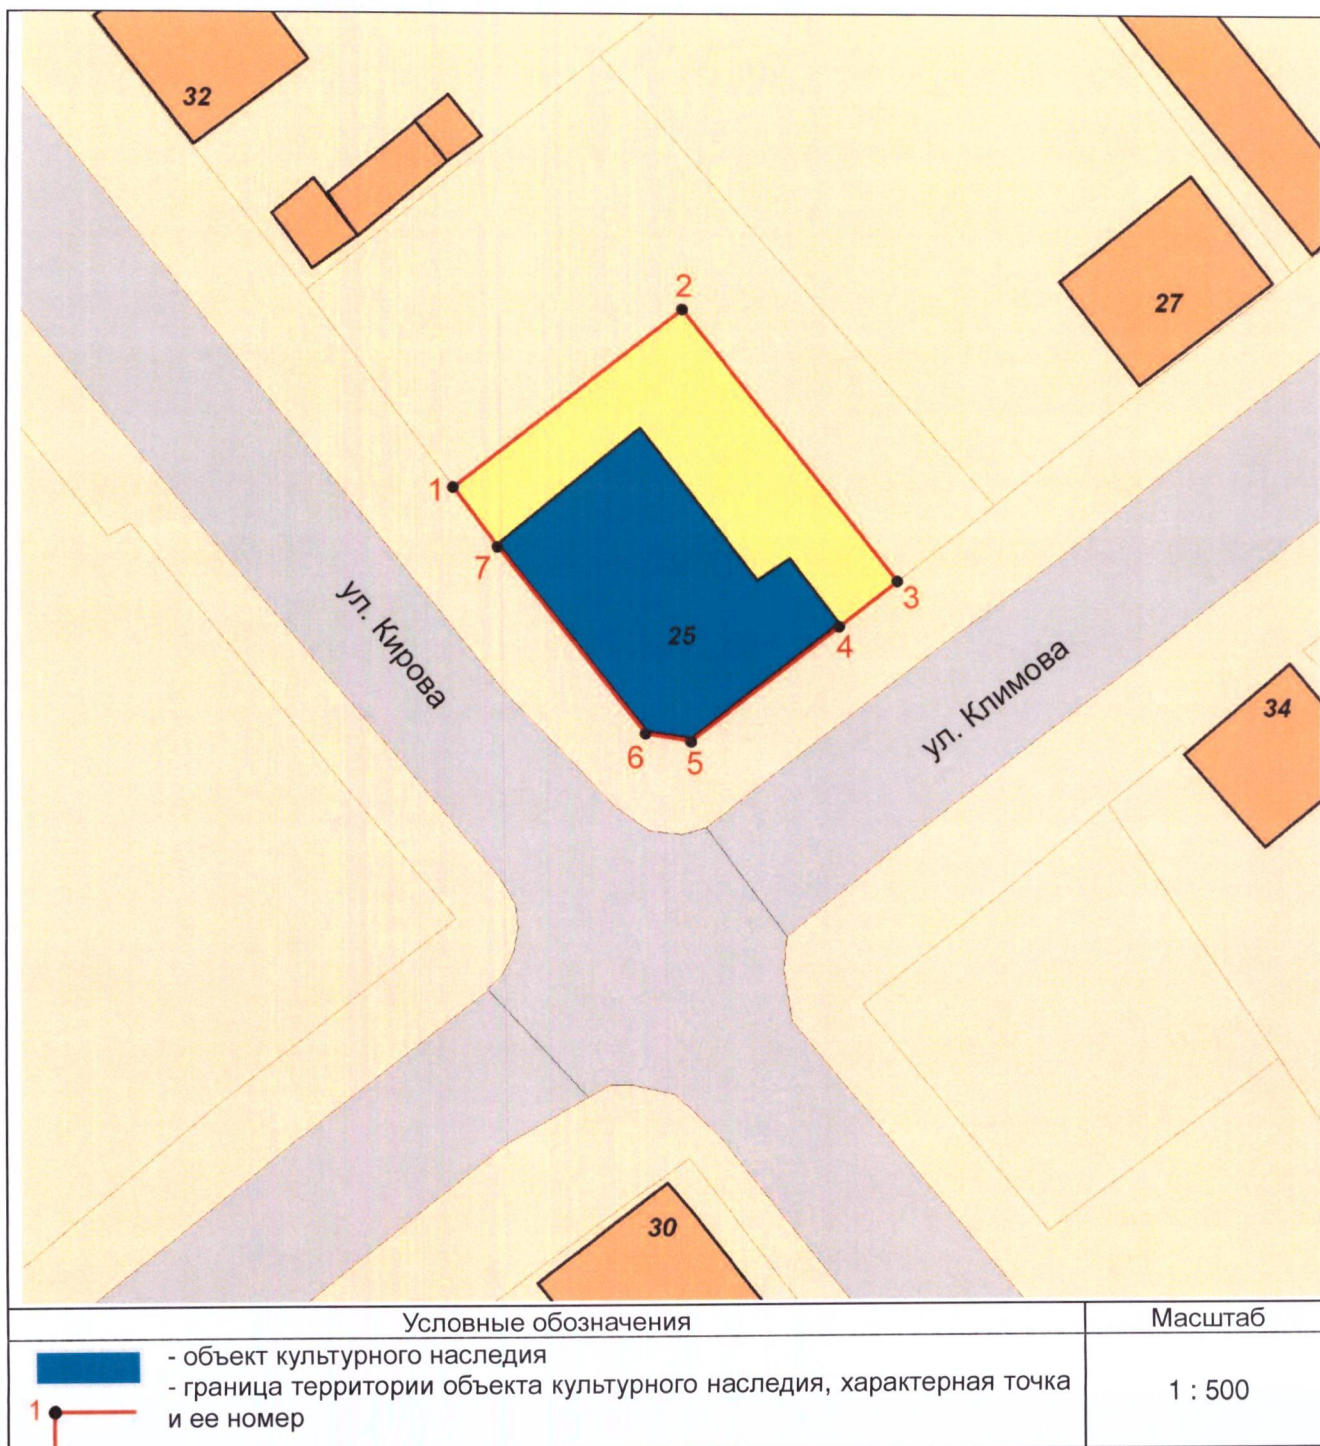 32
27
2
1
7
3
ул. Кирова
25
4
ул. Климова
34
6
5
30
Условные обозначения
Масштаб
- объект культурного наследия
- граница территории объекта культурного наследия, характерная точка
1
и ее номер
1 : 500